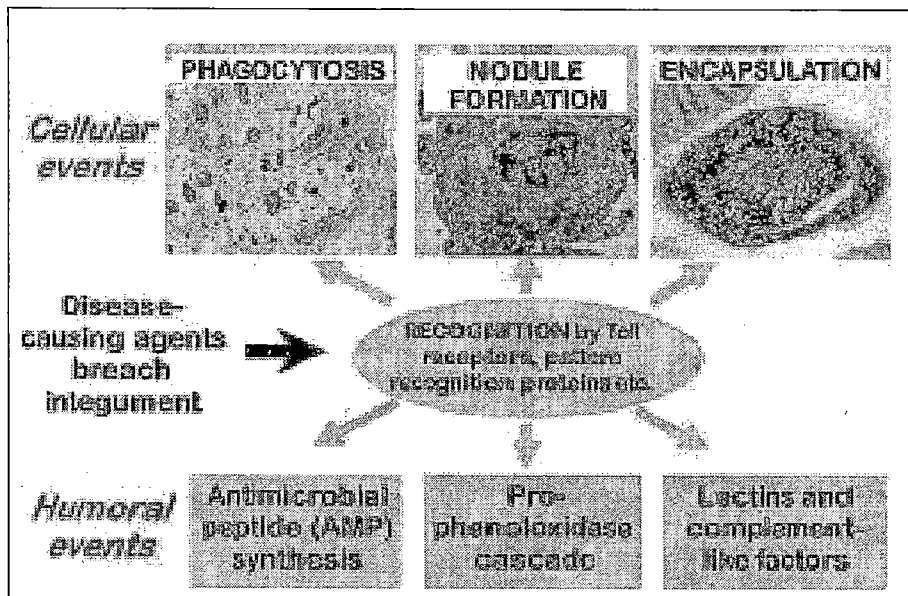 PHAGOCYTOSIS
NODULE
FORMATION
ENCAPSULATION
Cellular
events
Disease-
causing agents
breach
integument
RECOGNITION by Toll
receptors, pattern
recognition proteins etc.
Humoral
events
Antimicrobial
peptide (AMP)
synthesis
Pro-
phenoloxidase
cascade
Lectins and
complement-
like factors